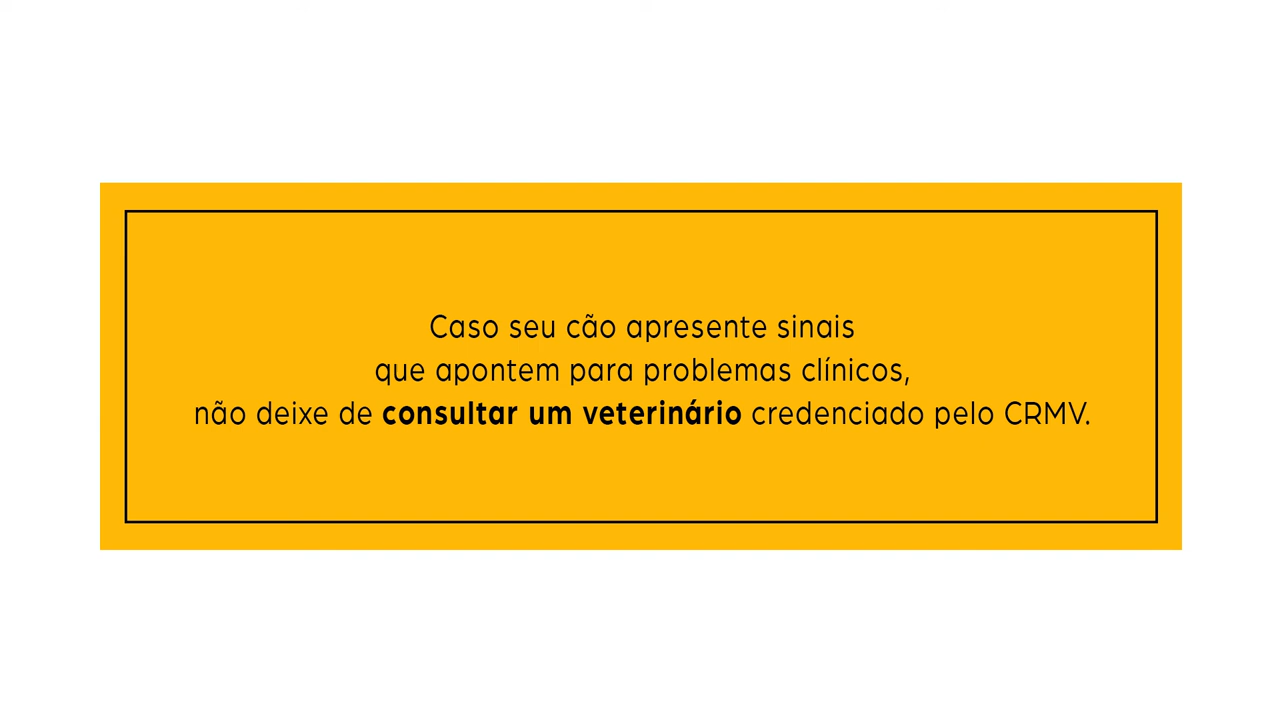 Caso seu cão apresente sinais
que apontem para problemas clínicos,
não deixe de consultar um veterinário credenciado pelo CRMV.